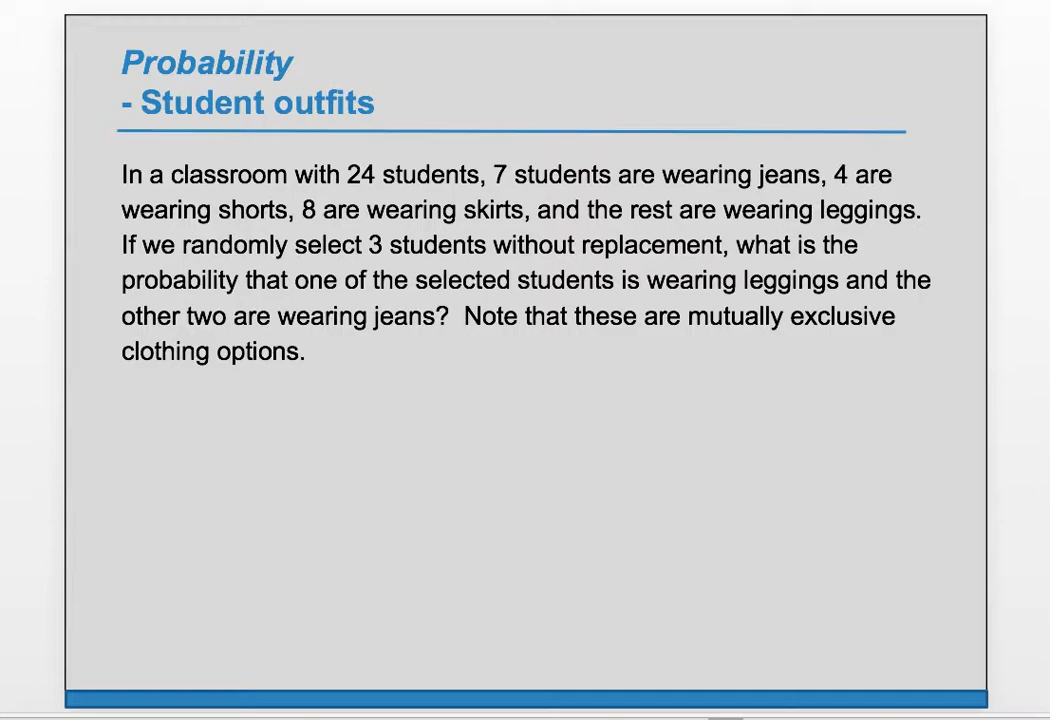 Probability
- Student outfits
In a classroom with 24 students, 7 students are wearing jeans, 4 are
wearing shorts, 8 are wearing skirts, and the rest are wearing leggings.
If we randomly select 3 students without replacement, what is the
probability that one of the selected students is wearing leggings and the
other two are wearing jeans?  Note that these are mutually exclusive
clothing options.